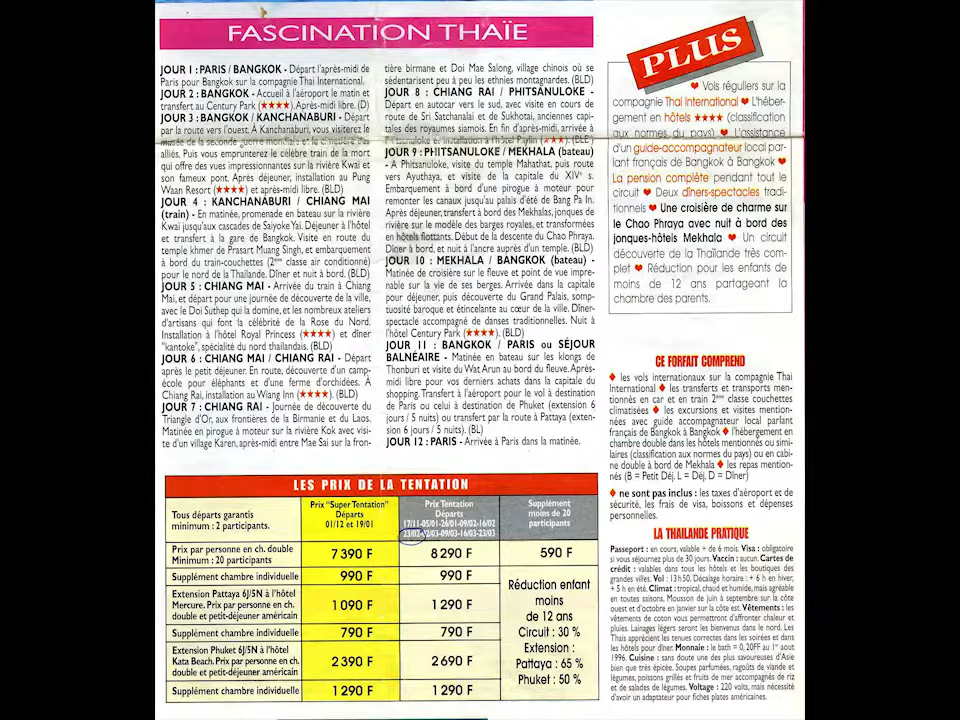 FASCINATION THAÏE
JOUR 1 : PARIS / BANGKOK - Départ l'après-midi de
Paris pour Bangkok sur la compagnie Thai International.
JOUR 2 : BANGKOK - Accueil à l'aéroport le matin et
transfert au Century Park (★★★★). Après-midi libre. (D)
JOUR 3 : BANGKOK / KANCHANABURI - Départ
par la route vers l'ouest. À Kanchanaburi, vous visiterez le
musée de la seconde guerre mondiale et le cimetière des
alliés. Puis vous emprunterez le célèbre train de la mort
qui offre des vues impressionnantes sur la rivière Kwai et
son fameux pont. Après déjeuner, installation au Pung
Waan Resort (★★★★) et après-midi libre. (BLD)
JOUR 4 : KANCHANABURI / CHIANG MAI
(train) - En matinée, promenade en bateau sur la rivière
Kwai jusqu'aux cascades de Saiyoke Yai. Déjeuner à l'hôtel
et transfert à la gare de Bangkok. Visite en route du
temple khmer de Prasart Muang Singh, et embarquement
à bord du train-couchettes (2ème classe air conditionné)
pour le nord de la Thaïlande. Dîner et nuit à bord. (BLD)
JOUR 5 : CHIANG MAI - Arrivée du train à Chiang
Mai, et départ pour une journée de découverte de la ville,
avec le Doi Suthep qui la domine, et les nombreux ateliers
d'artisans qui font la célébrité de la Rose du Nord.
Installation à l'hôtel Royal Princess (★★★★) et dîner
"kantoke", spécialité du nord thaïlandais. (BLD)
JOUR 6 : CHIANG MAI / CHIANG RAI - Départ
après le petit déjeuner. En route, découverte d'un camp-
école pour éléphants et d'une ferme d'orchidées. À
Chiang Rai, installation au Wiang Inn (★★★★). (BLD)
JOUR 7 : CHIANG RAI - Journée de découverte du
Triangle d'Or, aux frontières de la Birmanie et du Laos.
Matinée en pirogue à moteur sur la rivière Kok avec visi-
te d'un village Karen, après-midi entre Mae Sai sur la fron-
tière birmane et Doi Mae Salong, village chinois où se
sédentarisent peu à peu les ethnies montagnardes. (BLD)
JOUR 8 : CHIANG RAI / PHITSANULOKE -
Départ en autocar vers le sud, avec visite en cours de
route de Sri Satchanalai et de Sukhotai, anciennes capi-
tales des royaumes siamois. En fin d'après-midi, arrivée à
Phitsanuloke et installation à l'hôtel Paylin (★★★). (BLD)
JOUR 9 : PHITSANULOKE / MEKHALA (bateau)
- À Phitsanuloke, visite du temple Mahathat, puis route
vers Ayuthaya, et visite de la capitale du XIVe s.
Embarquement à bord d'une pirogue à moteur pour
remonter les canaux jusqu'au palais d'été de Bang Pa In.
Après déjeuner, transfert à bord des Mekhalas, jonques de
rivière sur le modèle des barges royales, et transformées
en hôtels flottants. Début de la descente du Chao Phraya.
Dîner à bord, et nuit à l'ancre auprès d'un temple. (BLD)
JOUR 10 : MEKHALA / BANGKOK (bateau) -
Matinée de croisière sur le fleuve et point de vue impre-
nable sur la vie de ses berges. Arrivée dans la capitale
pour déjeuner, puis découverte du Grand Palais, somp-
tuosité baroque et étincelante au cœur de la ville. Dîner-
spectacle accompagné de danses traditionnelles. Nuit à
l'hôtel Century Park (★★★★). (BLD)
JOUR 11 : BANGKOK / PARIS ou SÉJOUR
BALNÉAIRE - Matinée en bateau sur les klongs de
Thonburi et visite du Wat Arun au bord du fleuve. Après-
midi libre pour vos derniers achats dans la capitale du
shopping. Transfert à l'aéroport pour le vol à destination
de Paris ou celui à destination de Phuket (extension 6
jours / 5 nuits) ou transfert par la route à Pattaya (exten-
sion 6 jours / 5 nuits). (BL)
JOUR 12 : PARIS - Arrivée à Paris dans la matinée.
PLUS
♥ Vols réguliers sur la
compagnie Thai International ♥ L'héber-
gement en hôtels ★★★★ (classification
aux normes du pays) ♥ L'assistance
d'un guide-accompagnateur local par-
lant français de Bangkok à Bangkok ♥
La pension complète pendant tout le
circuit ♥ Deux dîners-spectacles tradi-
tionnels ♥ Une croisière de charme sur
le Chao Phraya avec nuit à bord des
jonques-hôtels Mekhala ♥ Un circuit
découverte de la Thaïlande très com-
plet ♥ Réduction pour les enfants de
moins de 12 ans partageant la
chambre des parents.
CE FORFAIT COMPREND
♦ les vols internationaux sur la compagnie Thai
International ♦ les transferts et transports men-
tionnés en car et en train 2ème classe couchettes
climatisées ♦ les excursions et visites mention-
nées avec guide accompagnateur local parlant
français de Bangkok à Bangkok ♦ l'hébergement en
chambre double dans les hôtels mentionnés ou simi-
laires (classification aux normes du pays) ou en cabi-
ne double à bord de Mekhala ♦ les repas mention-
nés (B = Petit Déj. L = Déj. D = Dîner)
♦ ne sont pas inclus : les taxes d'aéroport et de
sécurité, les frais de visa, boissons et dépenses
personnelles.
LA THAILANDE PRATIQUE
Passeport : en cours, valable + de 6 mois. Visa : obligatoire
si vous séjournez plus de 30 jours. Vaccin : aucun. Cartes de
crédit : valables dans tous les hôtels et les boutiques des
grandes villes. Vol : 13h50. Décalage horaire : + 6 h en hiver,
+ 5 h en été. Climat : tropical, chaud et humide, mais agréable
en toutes saisons. Mousson de juin à septembre sur la côte
ouest et d'octobre en janvier sur la côte est. Vêtements : les
vêtements de coton vous permettront d'affronter chaleur et
pluies. Lainages légers seront les bienvenus dans le nord. Les
Thaïs apprécient les tenues correctes dans les soirées et dans
les hôtels pour dîner. Monnaie : le bath = 0,20FF au 1er aout
1996. Cuisine : sans doute une des plus savoureuses d'Asie
bien que très épicée. Soupes parfumées, ragoûts de viande et
légumes, poissons grillés et fruits de mer accompagnés de riz
et de salades de légumes. Voltage : 220 volts, mais nécessité
d'avoir un adaptateur pour fiches plates américaines.
LES PRIX DE LA TENTATION
Tous départs garantis
minimum : 2 participants.
Prix "Super Tentation"
Départs
01/12 et 19/01
Prix Tentation
Départs
17/11-05/01-26/01-09/02-16/02
23/02-02/03-09/03-16/03-23/03
Supplément
moins de 20
participants
Prix par personne en ch. double
Minimum : 20 participants
7 390 F
8 290 F
590 F
Supplément chambre individuelle
990 F
990 F
Extension Pattaya 6J/5N à l'hôtel
Mercure. Prix par personne en ch.
double et petit-déjeuner américain
1 090 F
1 290 F
Supplément chambre individuelle
790 F
790 F
Extension Phuket 6J/5N à l'hôtel
Kata Beach. Prix par personne en ch.
double et petit-déjeuner américain
2 390 F
2 690 F
Supplément chambre individuelle
1 290 F
1 290 F
Réduction enfant
moins
de 12 ans
Circuit : 30 %
Extension :
Pattaya : 65 %
Phuket : 50 %